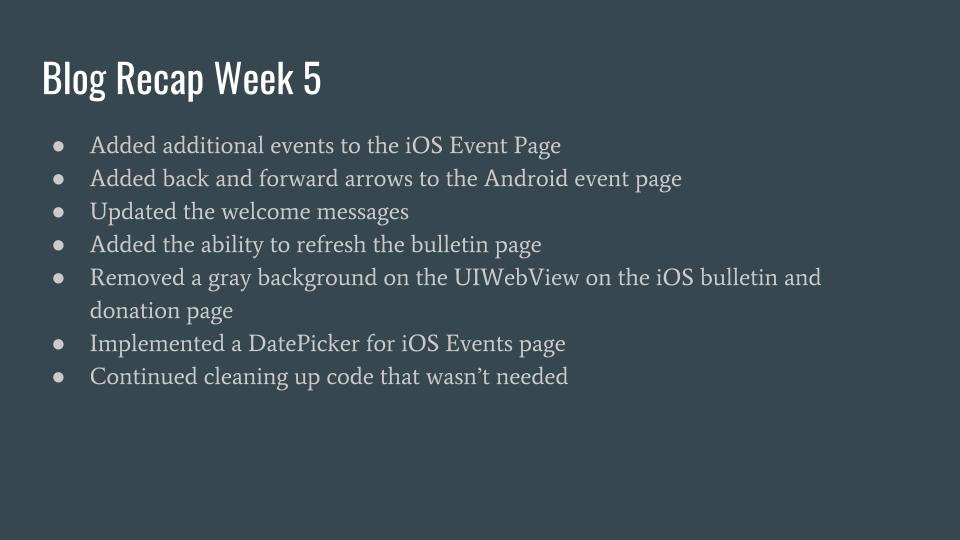 Blog Recap Week 5
● Added additional events to the iOS Event Page
● Added back and forward arrows to the Android event page
● Updated the welcome messages
● Added the ability to refresh the bulletin page
● Removed a gray background on the UIWebView on the iOS bulletin and
donation page
● Implemented a DatePicker for iOS Events page
● Continued cleaning up code that wasn’t needed